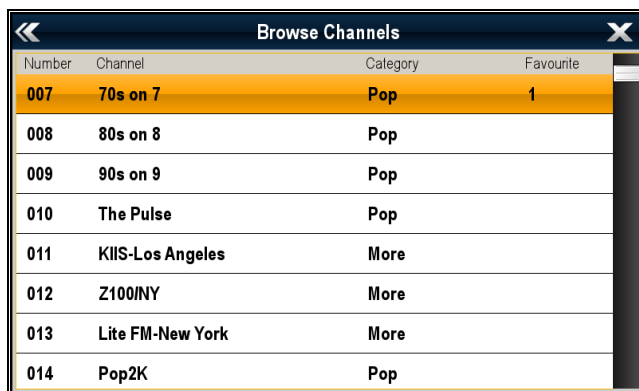 Browse Channels
Number Channel Category Favourite
007 70s on 7 Pop 1
008 80s on 8 Pop
009 90s on 9 Pop
010 The Pulse Pop
011 KIIS-Los Angeles More
012 Z100/NY More
013 Lite FM-New York More
014 Pop2K Pop